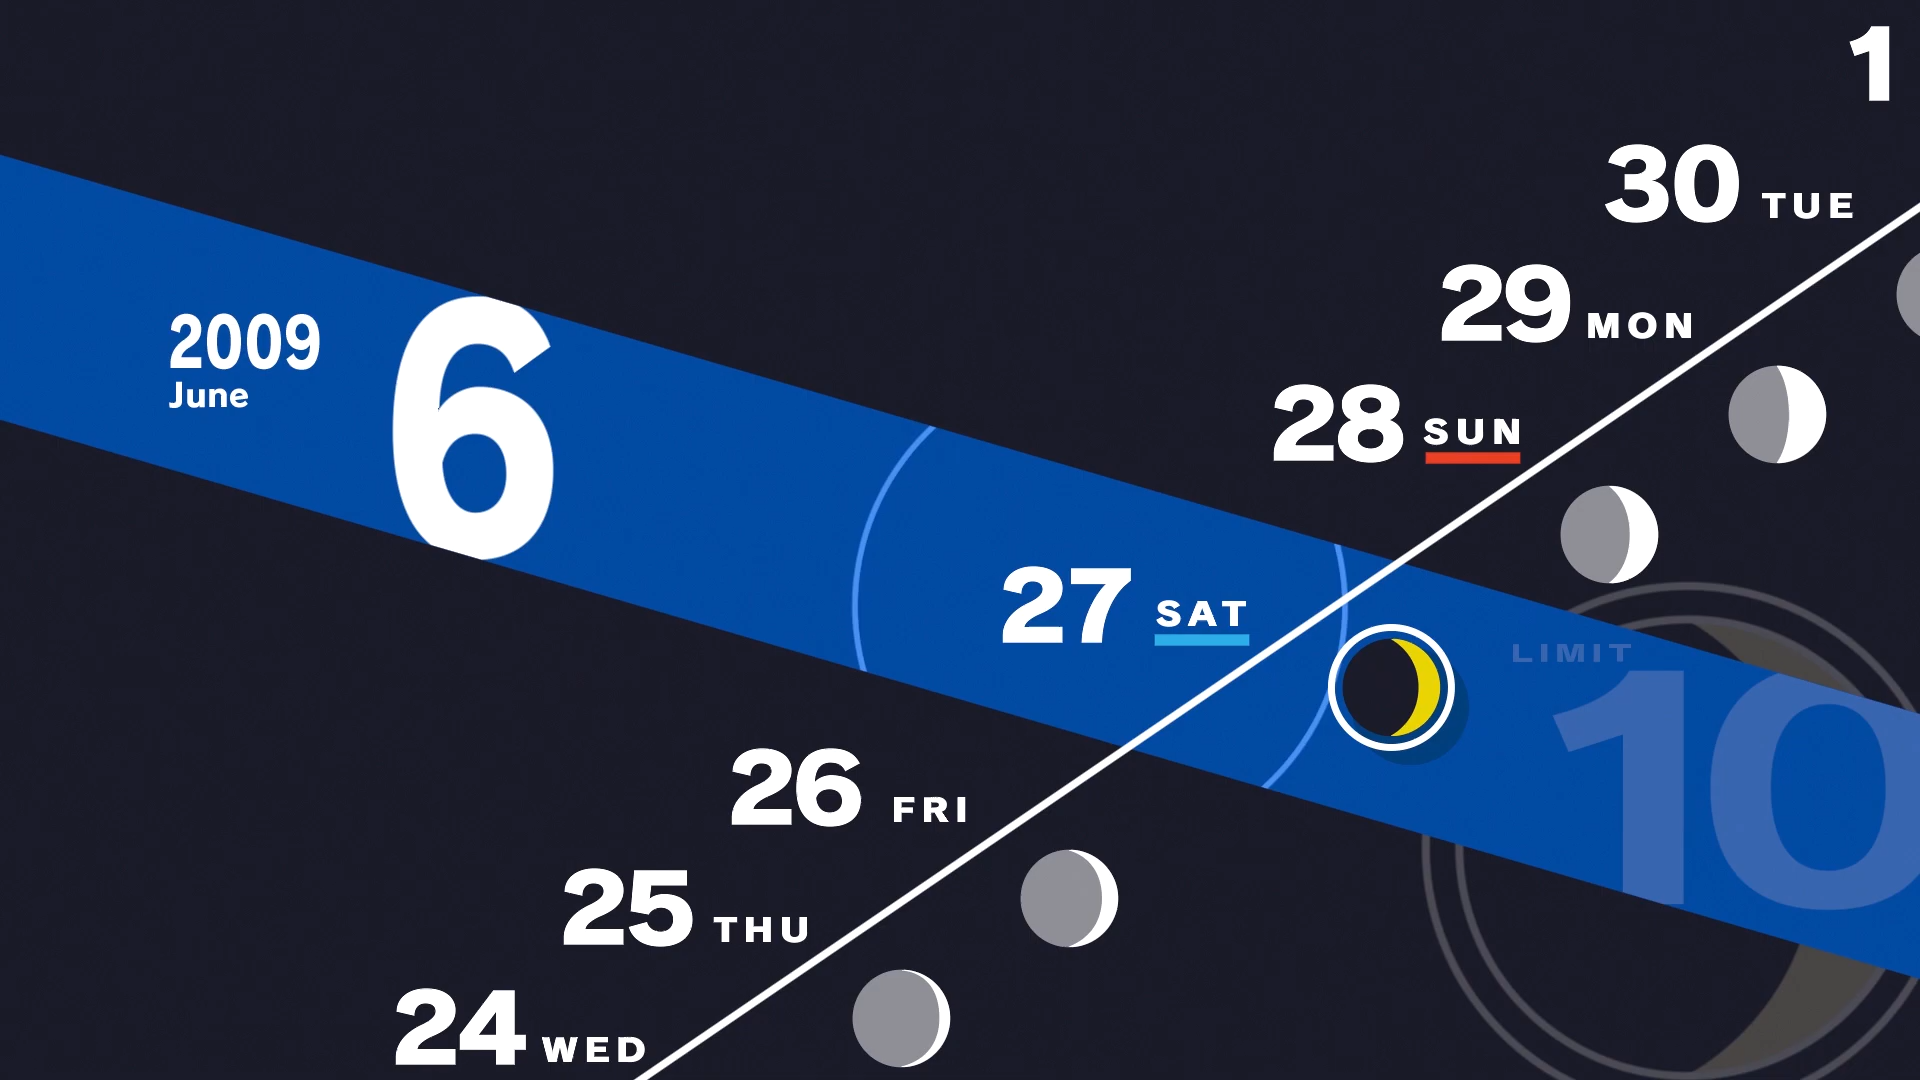 1
30 TUE
29 MON
28 SUN
2009
June
6
27 SAT
LIMIT
10
26 FRI
25 THU
24 WED